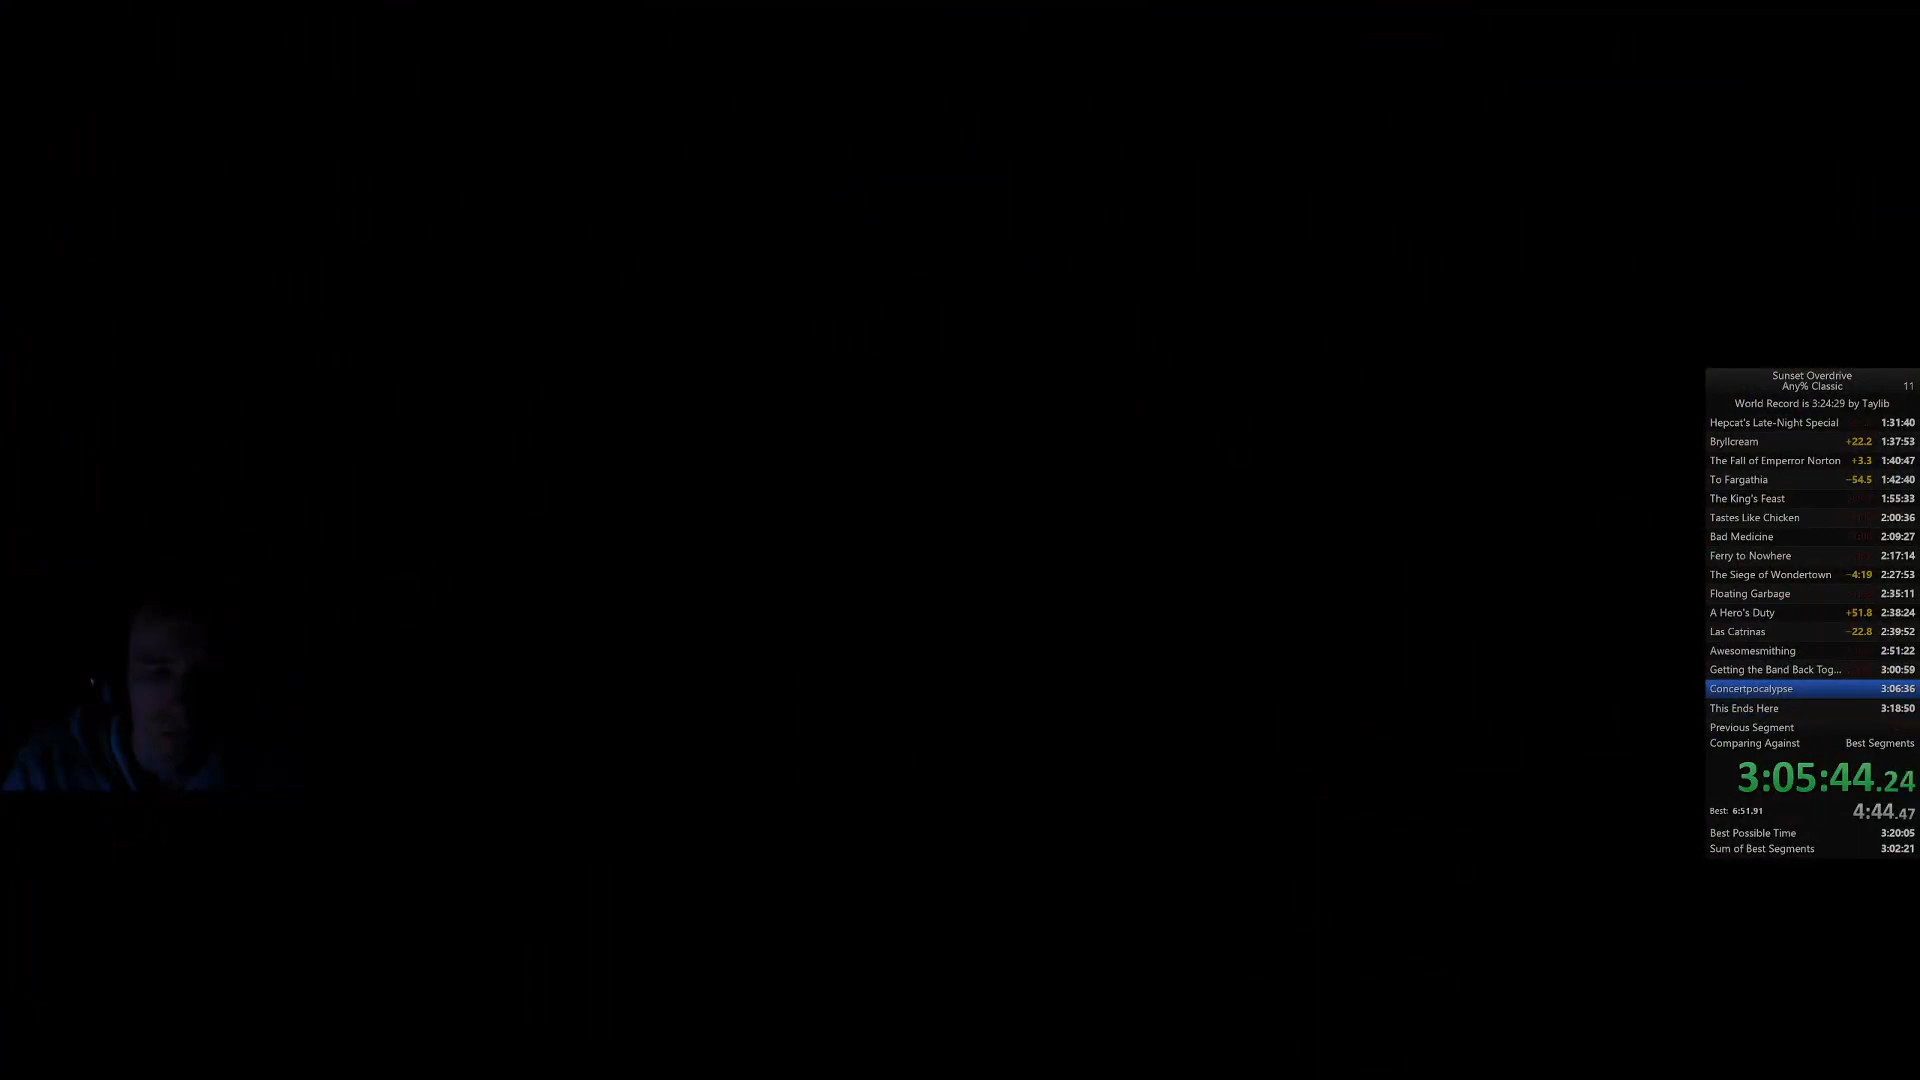 Sunset Overdrive
Any% Classic 11
World Record is 3:24:29 by Taylib
Hepcat's Late-Night Special 1:31:40
Bryllcream +22.2 1:37:53
The Fall of Emperror Norton +3.3 1:40:47
To Fargathia −54.5 1:42:40
The King's Feast 1:55:33
Tastes Like Chicken 2:00:36
Bad Medicine 2:09:27
Ferry to Nowhere 2:17:14
The Siege of Wondertown −4:19 2:27:53
Floating Garbage 2:35:11
A Hero's Duty +51.8 2:38:24
Las Catrinas −22.8 2:39:52
Awesomesmithing 2:51:22
Getting the Band Back Tog... 3:00:59
Concertpocalypse 3:06:36
This Ends Here 3:18:50
Previous Segment
Comparing Against Best Segments
3:05:44.24
Best: 6:51.91 4:44.47
Best Possible Time 3:20:05
Sum of Best Segments 3:02:21